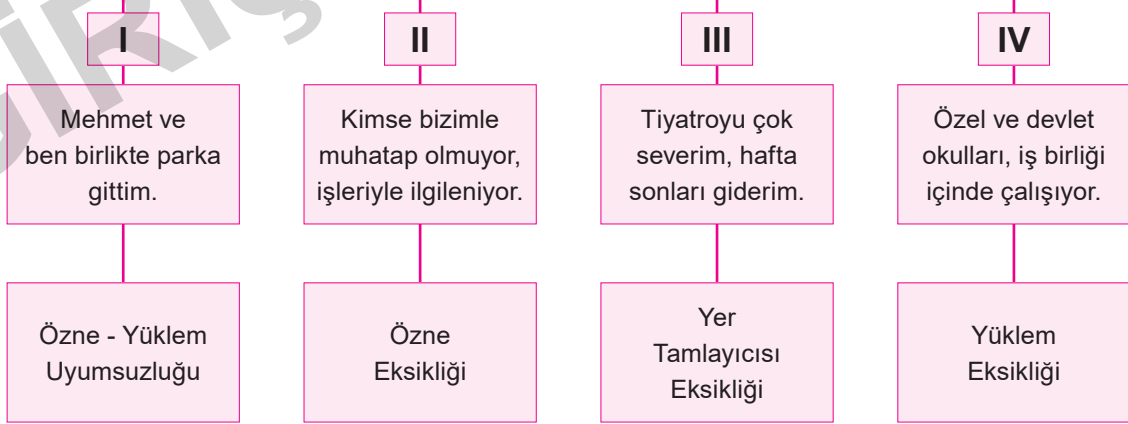 I
II
III
IV
Mehmet ve
ben birlikte parka
gittim.
Kimse bizimle
muhatap olmuyor,
işleriyle ilgileniyor.
Tiyatroyu çok
severim, hafta
sonları giderim.
Özel ve devlet
okulları, iş birliği
içinde çalışıyor.
Özne - Yüklem
Uyumsuzluğu
Özne
Eksikliği
Yer
Tamlayıcısı
Eksikliği
Yüklem
Eksikliği